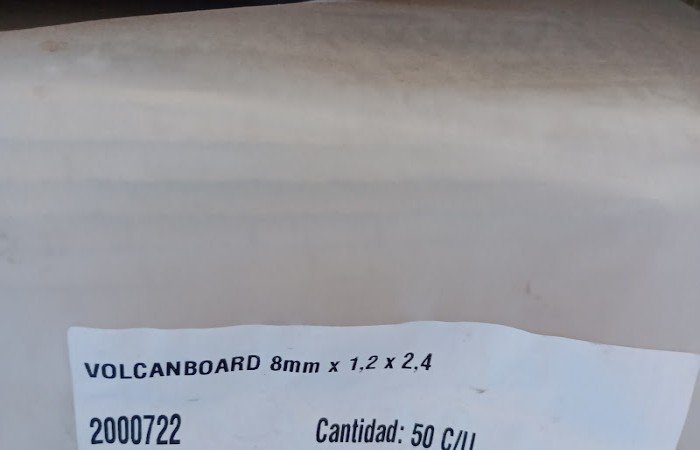 VOLCANBOARD 8mm x 1,2 x 2,4
2000722
Cantidad: 50 C/U